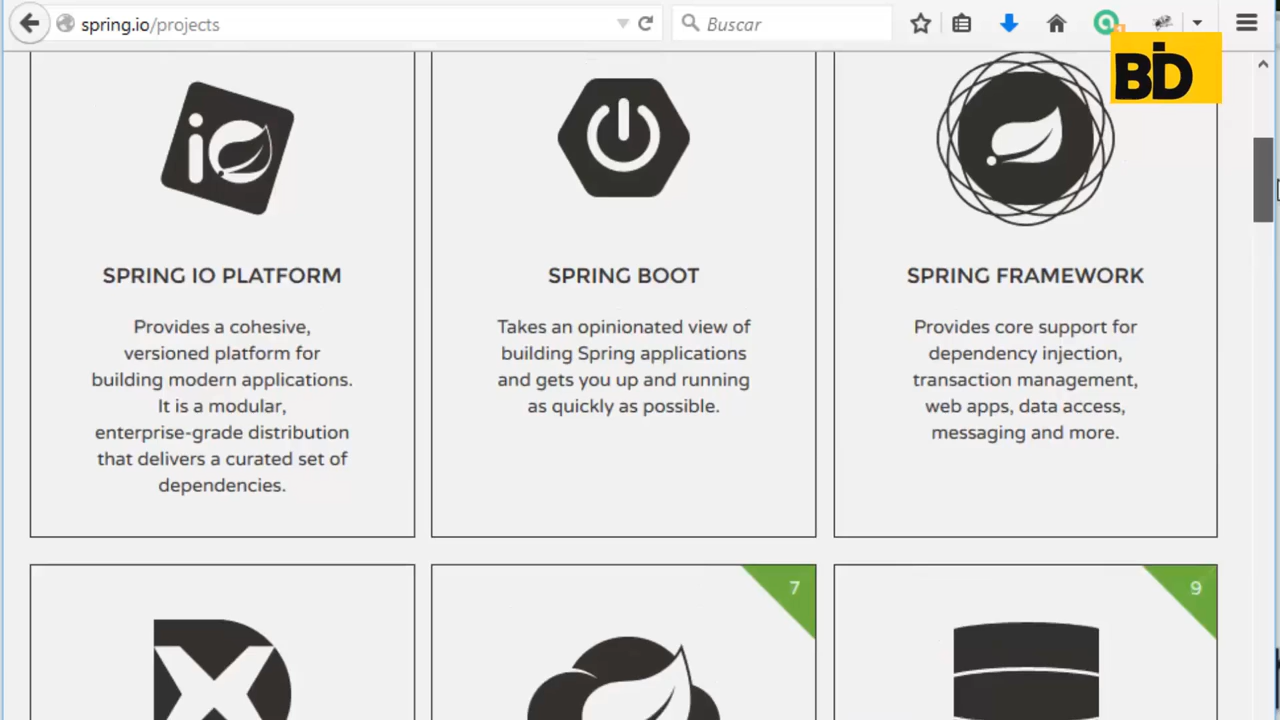 spring.io/projects
Buscar
BID
SPRING IO PLATFORM
Provides a cohesive,
versioned platform for
building modern applications.
It is a modular,
enterprise-grade distribution
that delivers a curated set of
dependencies.
SPRING BOOT
Takes an opinionated view of
building Spring applications
and gets you up and running
as quickly as possible.
SPRING FRAMEWORK
Provides core support for
dependency injection,
transaction management,
web apps, data access,
messaging and more.
7
9